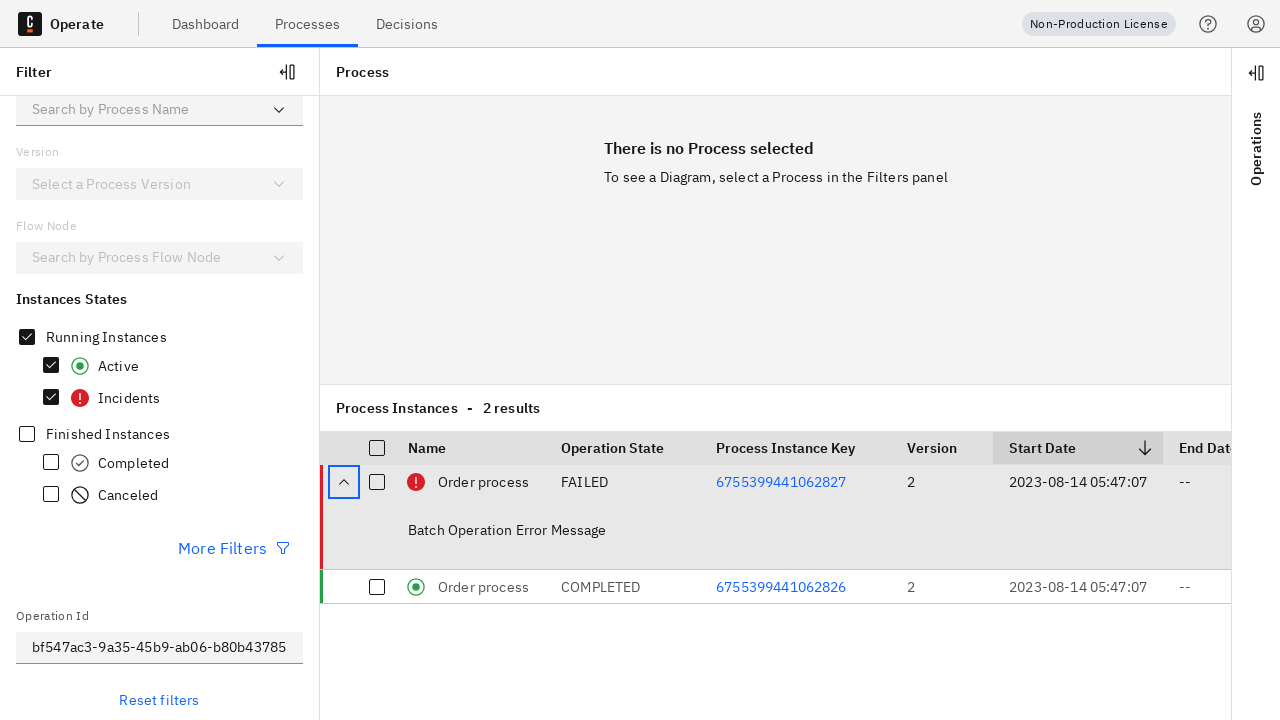 Operate
Dashboard
Processes
Decisions
Non-Production License
Filter
Search by Process Name
Version
Select a Process Version
Flow Node
Search by Process Flow Node
Instances States
Running Instances
Active
Incidents
Finished Instances
Completed
Canceled
More Filters
Operation Id
bf547ac3-9a35-45b9-ab06-b80b43785
Reset filters
Process
There is no Process selected
To see a Diagram, select a Process in the Filters panel
Process Instances - 2 results
Name Operation State Process Instance Key Version Start Date End Date
Order process FAILED 6755399441062827 2 2023-08-14 05:47:07 --
Batch Operation Error Message
Order process COMPLETED 6755399441062826 2 2023-08-14 05:47:07 --
Operations